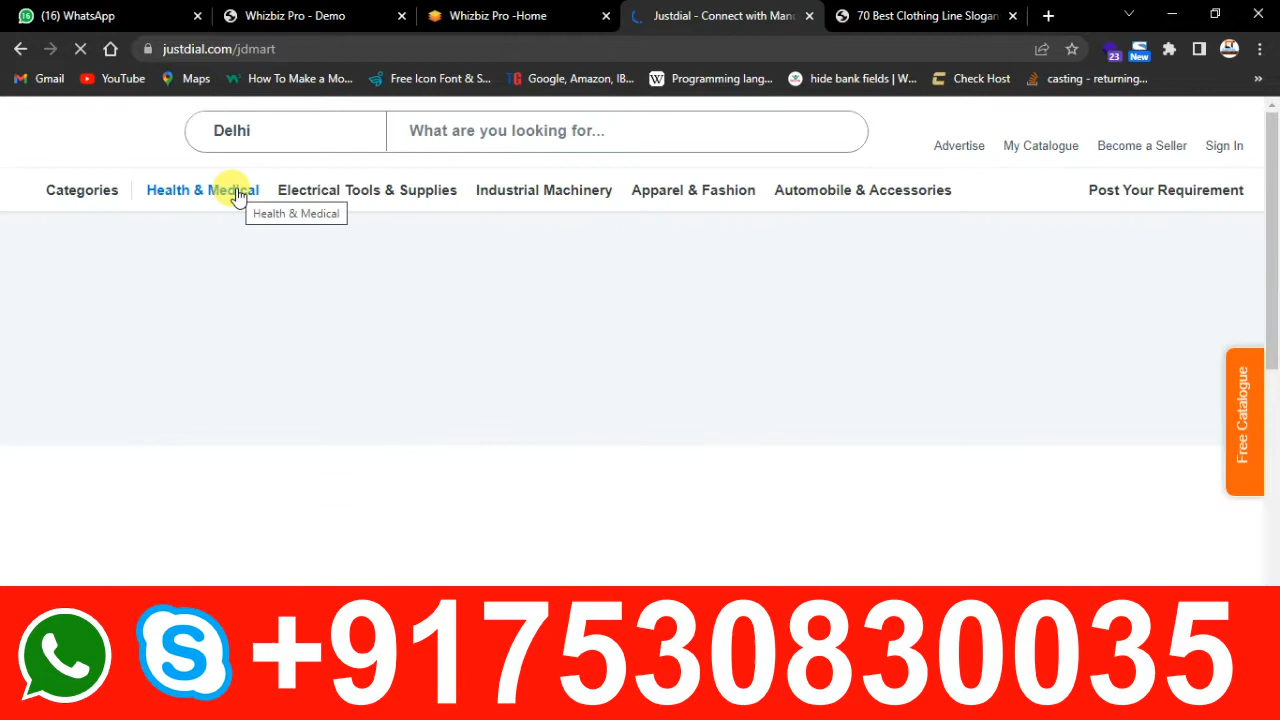 (16) WhatsApp
Whizbiz Pro - Demo
Whizbiz Pro -Home
Justdial - Connect with Man
70 Best Clothing Line Slogan
justdial.com/jdmart
23
New
Gmail
YouTube
Maps
How To Make a Mo...
Free Icon Font & S...
Google, Amazon, IB...
Programming lang...
hide bank fields | W...
Check Host
casting - returning...
Delhi
What are you looking for...
Advertise
My Catalogue
Become a Seller
Sign In
Categories
Health & Medical
Electrical Tools & Supplies
Industrial Machinery
Apparel & Fashion
Automobile & Accessories
Post Your Requirement
Health & Medical
Free Catalogue
+917530830035